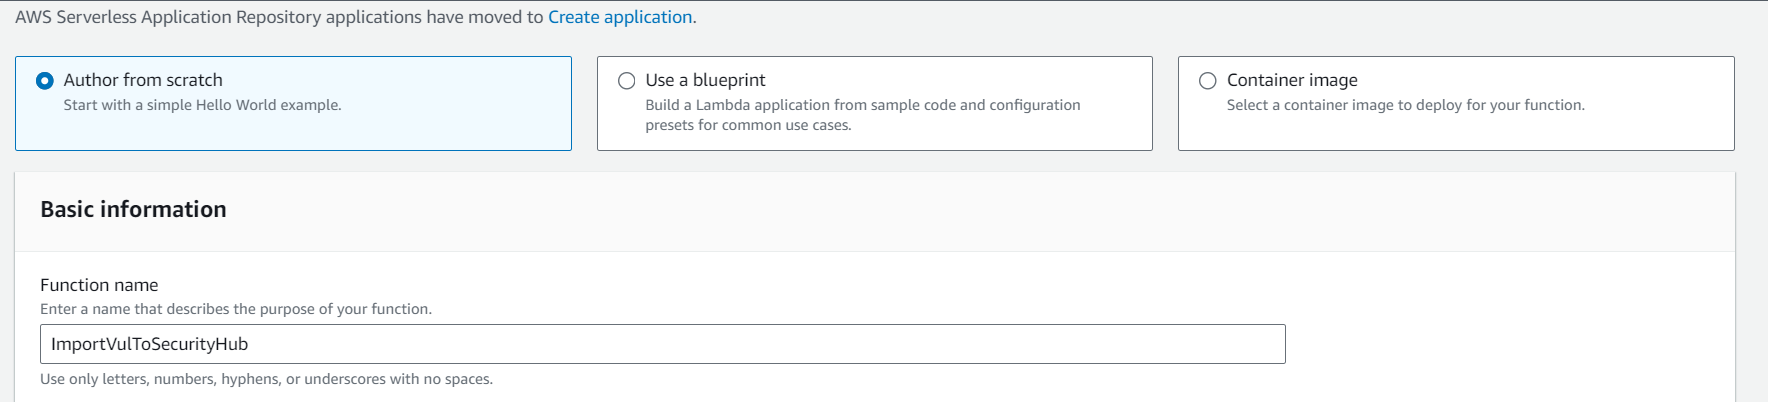 AWS Serverless Application Repository applications have moved to Create application.
Author from scratch
Start with a simple Hello World example.
Use a blueprint
Build a Lambda application from sample code and configuration
presets for common use cases.
Container image
Select a container image to deploy for your function.
Basic information
Function name
Enter a name that describes the purpose of your function.
ImportVulToSecurityHub
Use only letters, numbers, hyphens, or underscores with no spaces.